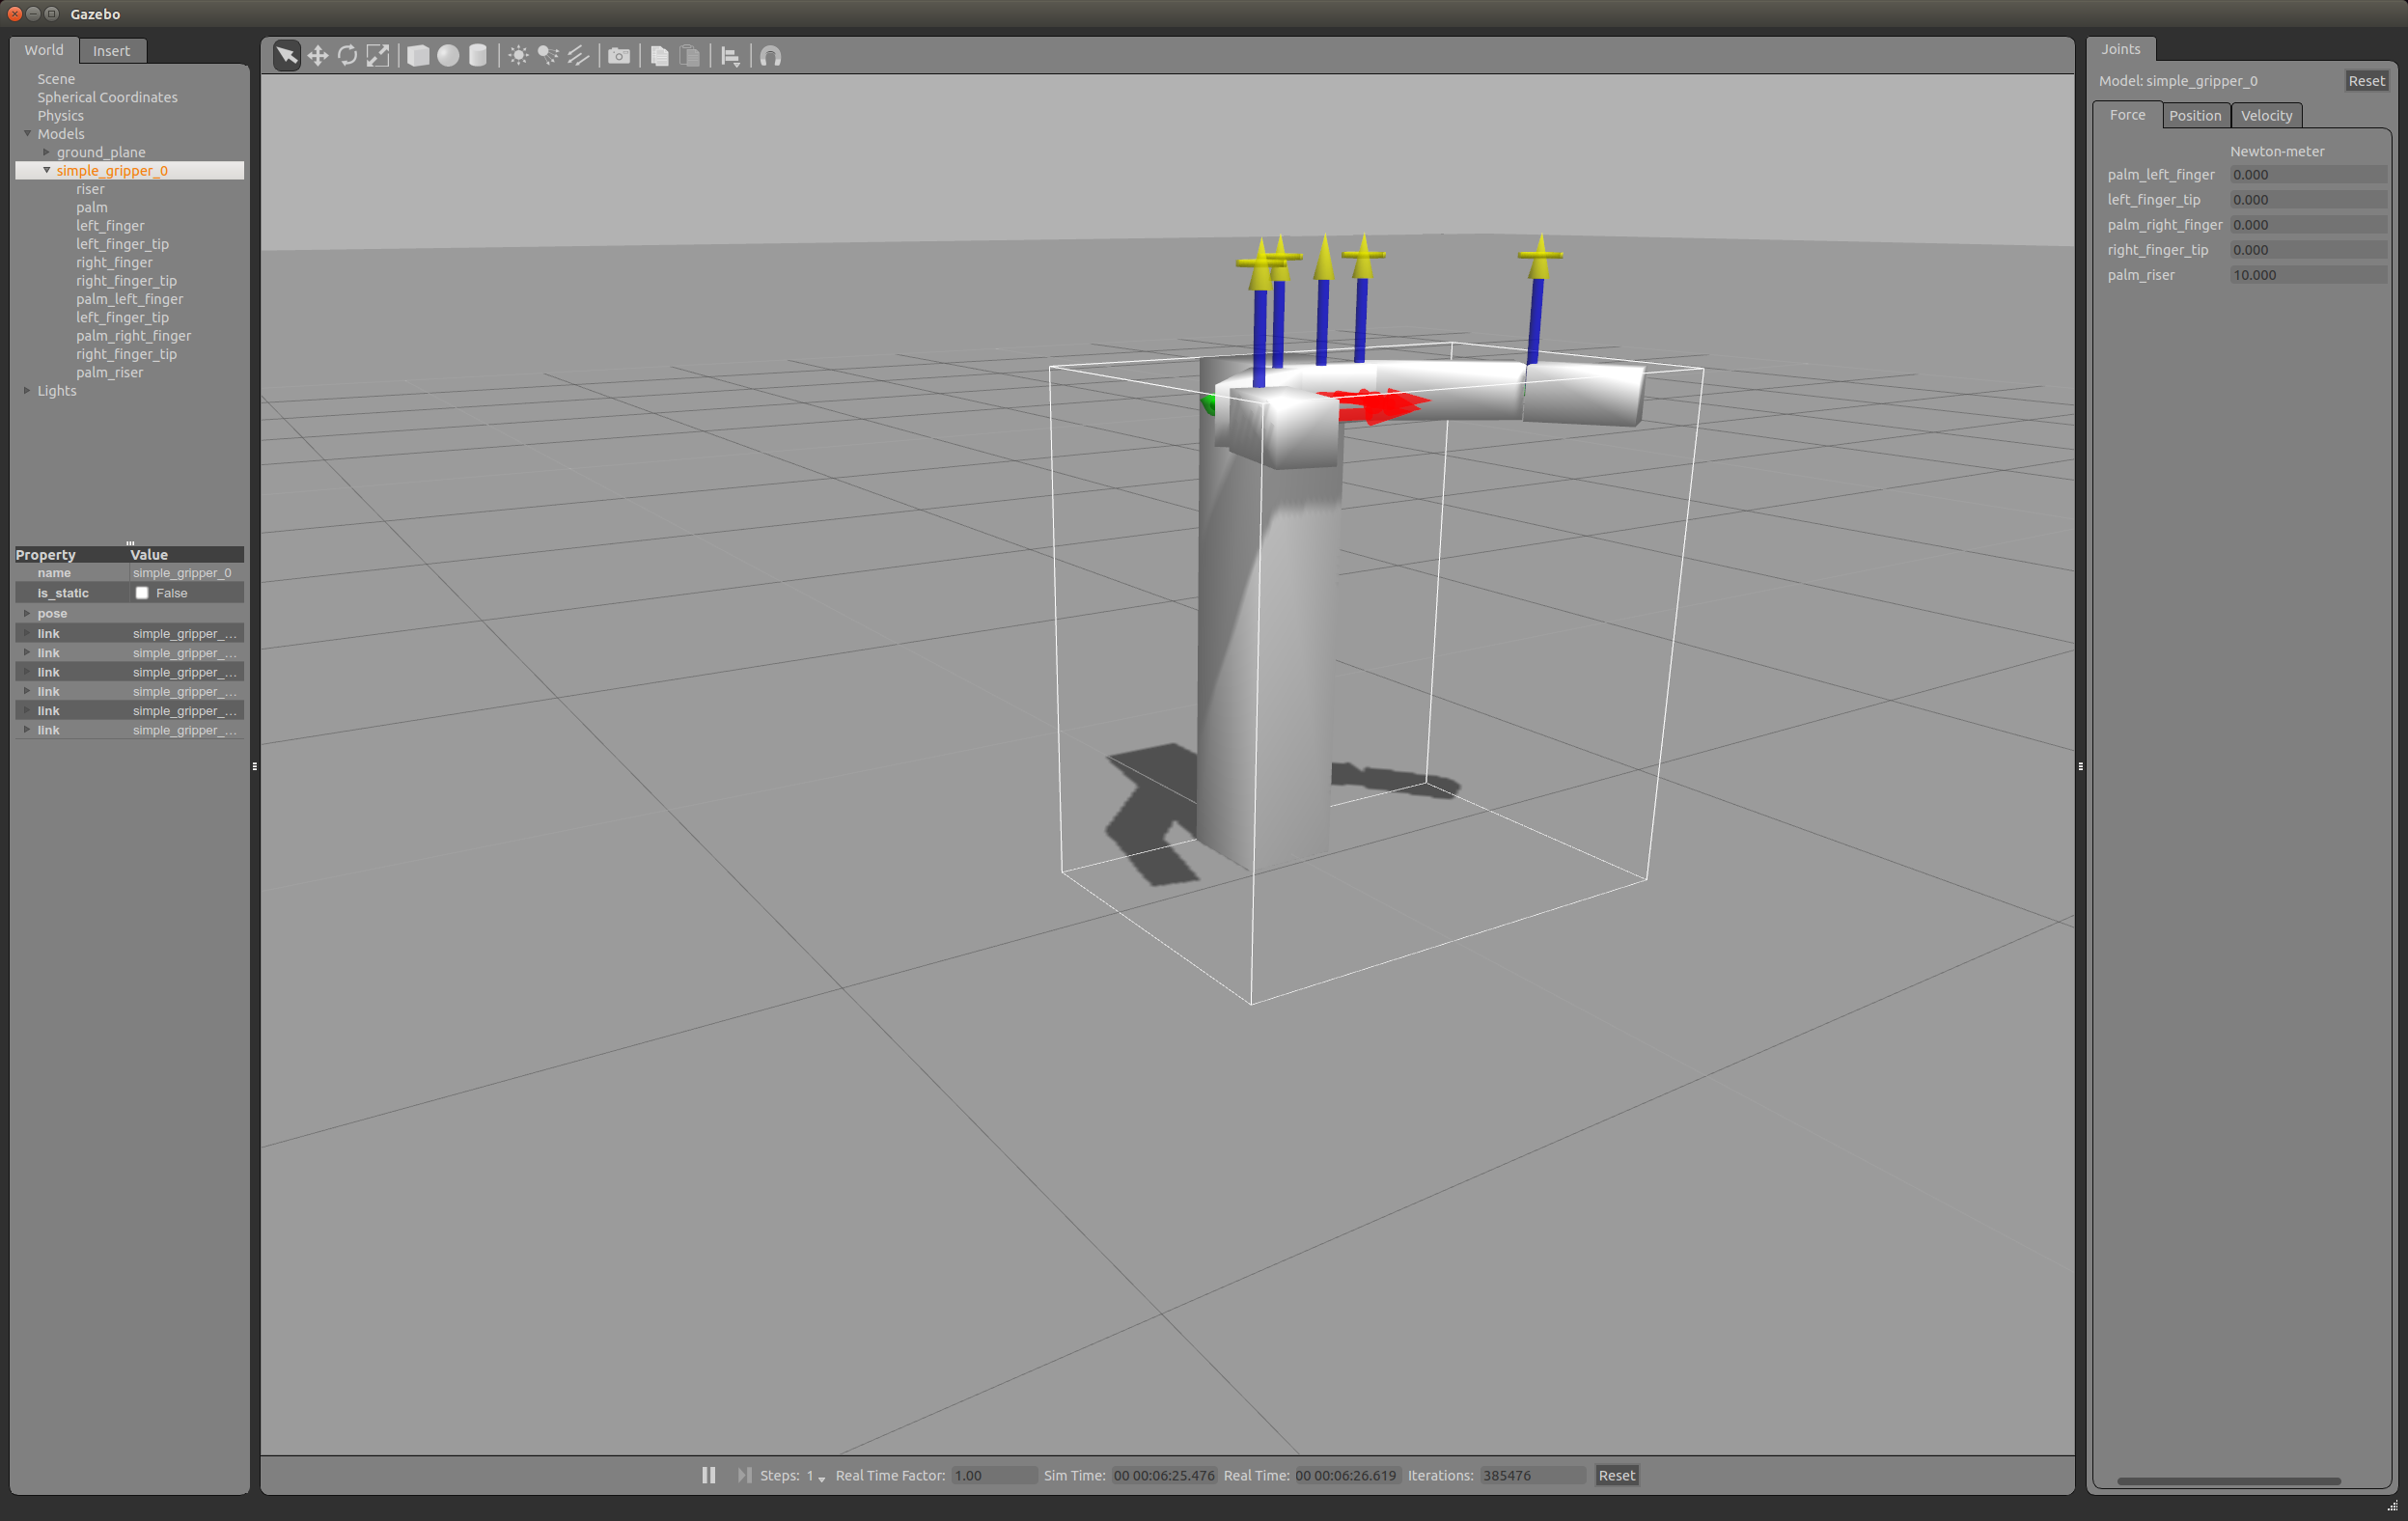 Gazebo
World Insert
Scene
Spherical Coordinates
Physics
Models
ground_plane
simple_gripper_0
riser
palm
left_finger
left_finger_tip
right_finger
right_finger_tip
palm_left_finger
left_finger_tip
palm_right_finger
right_finger_tip
palm_riser
Lights
Property Value
name simple_gripper_0
is_static False
pose
link simple_gripper_...
link simple_gripper_...
link simple_gripper_...
link simple_gripper_...
link simple_gripper_...
link simple_gripper_...
Steps: 1 Real Time Factor: 1.00 Sim Time: 00 00:06:25.476 Real Time: 00 00:06:26.619 Iterations: 385476 Reset
Joints
Model: simple_gripper_0 Reset
Force Position Velocity
Newton-meter
palm_left_finger 0.000
left_finger_tip 0.000
palm_right_finger 0.000
right_finger_tip 0.000
palm_riser 10.000